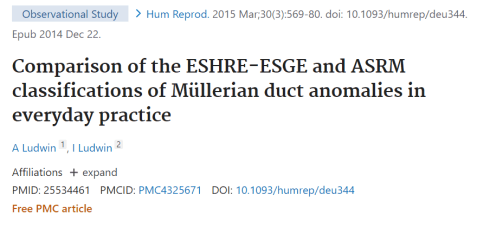 Observational Study > Hum Reprod. 2015 Mar;30(3):569-80. doi: 10.1093/humrep/deu344.
Epub 2014 Dec 22.
Comparison of the ESHRE-ESGE and ASRM
classifications of Müllerian duct anomalies in
everyday practice
A Ludwin 1, I Ludwin 2
Affiliations + expand
PMID: 25534461 PMCID: PMC4325671 DOI: 10.1093/humrep/deu344
Free PMC article